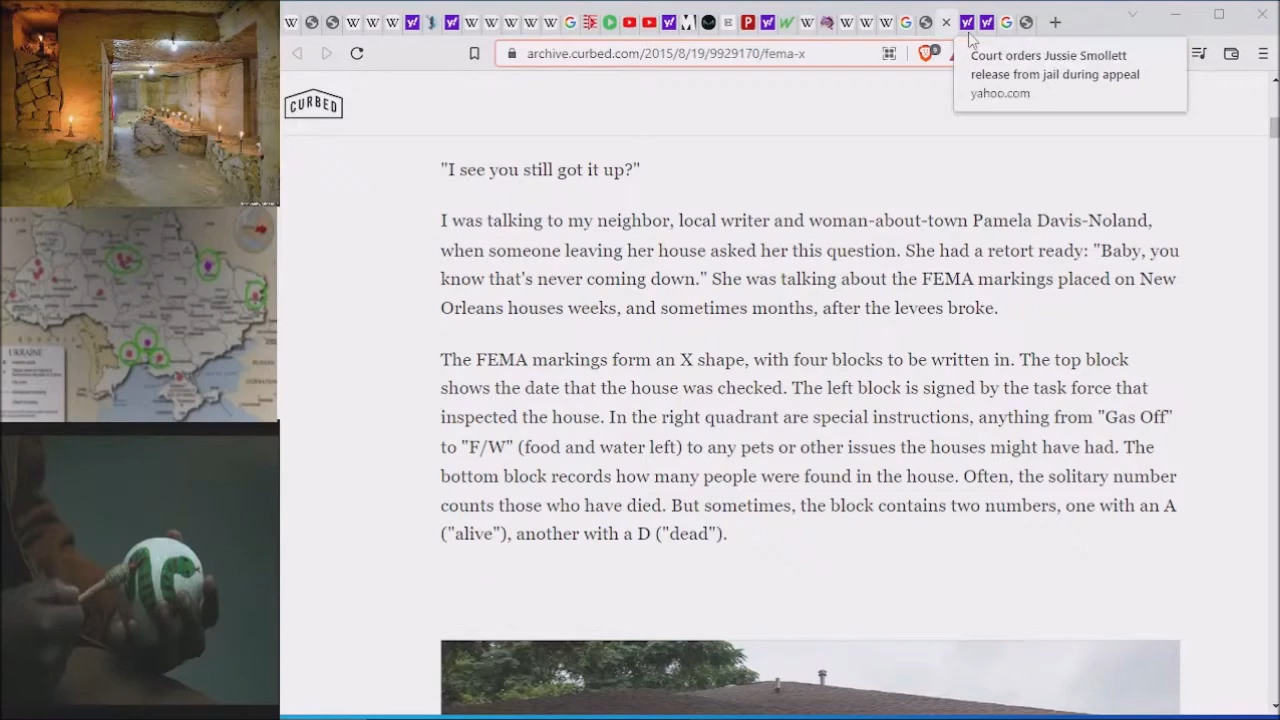 archive.curbed.com/2015/8/19/9929170/fema-x
Court orders Jussie Smollett
release from jail during appeal
yahoo.com
CURBED
"I see you still got it up?"
I was talking to my neighbor, local writer and woman-about-town Pamela Davis-Noland,
when someone leaving her house asked her this question. She had a retort ready: "Baby, you
know that's never coming down." She was talking about the FEMA markings placed on New
Orleans houses weeks, and sometimes months, after the levees broke.
The FEMA markings form an X shape, with four blocks to be written in. The top block
shows the date that the house was checked. The left block is signed by the task force that
inspected the house. In the right quadrant are special instructions, anything from "Gas Off"
to "F/W" (food and water left) to any pets or other issues the houses might have had. The
bottom block records how many people were found in the house. Often, the solitary number
counts those who have died. But sometimes, the block contains two numbers, one with an A
("alive"), another with a D ("dead").
UKRAINE